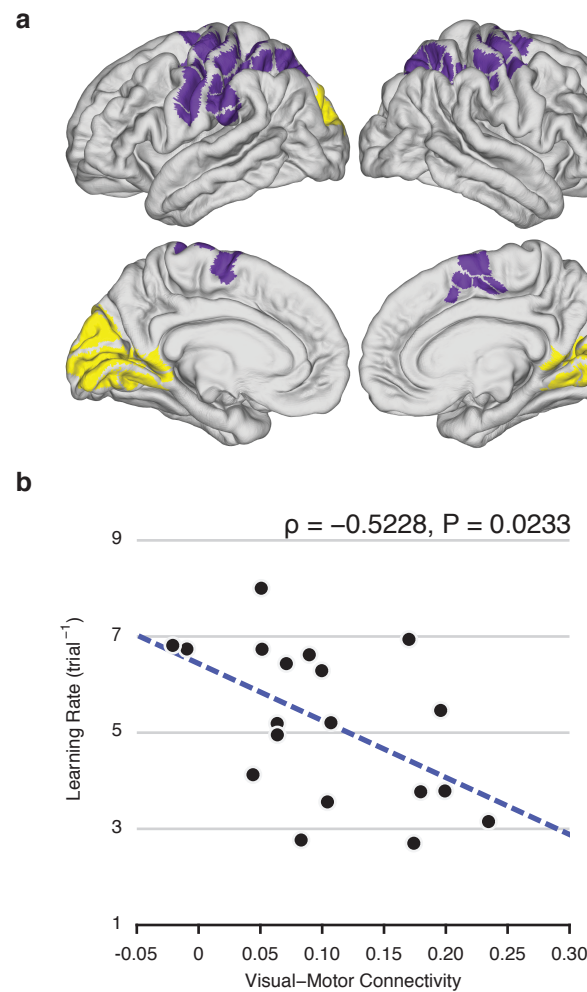 a
b
ρ = −0.5228, P = 0.0233
9
7
5
3
1
Learning Rate (trial⁻¹)
-0.05 0 0.05 0.10 0.15 0.20 0.25 0.30
Visual−Motor Connectivity